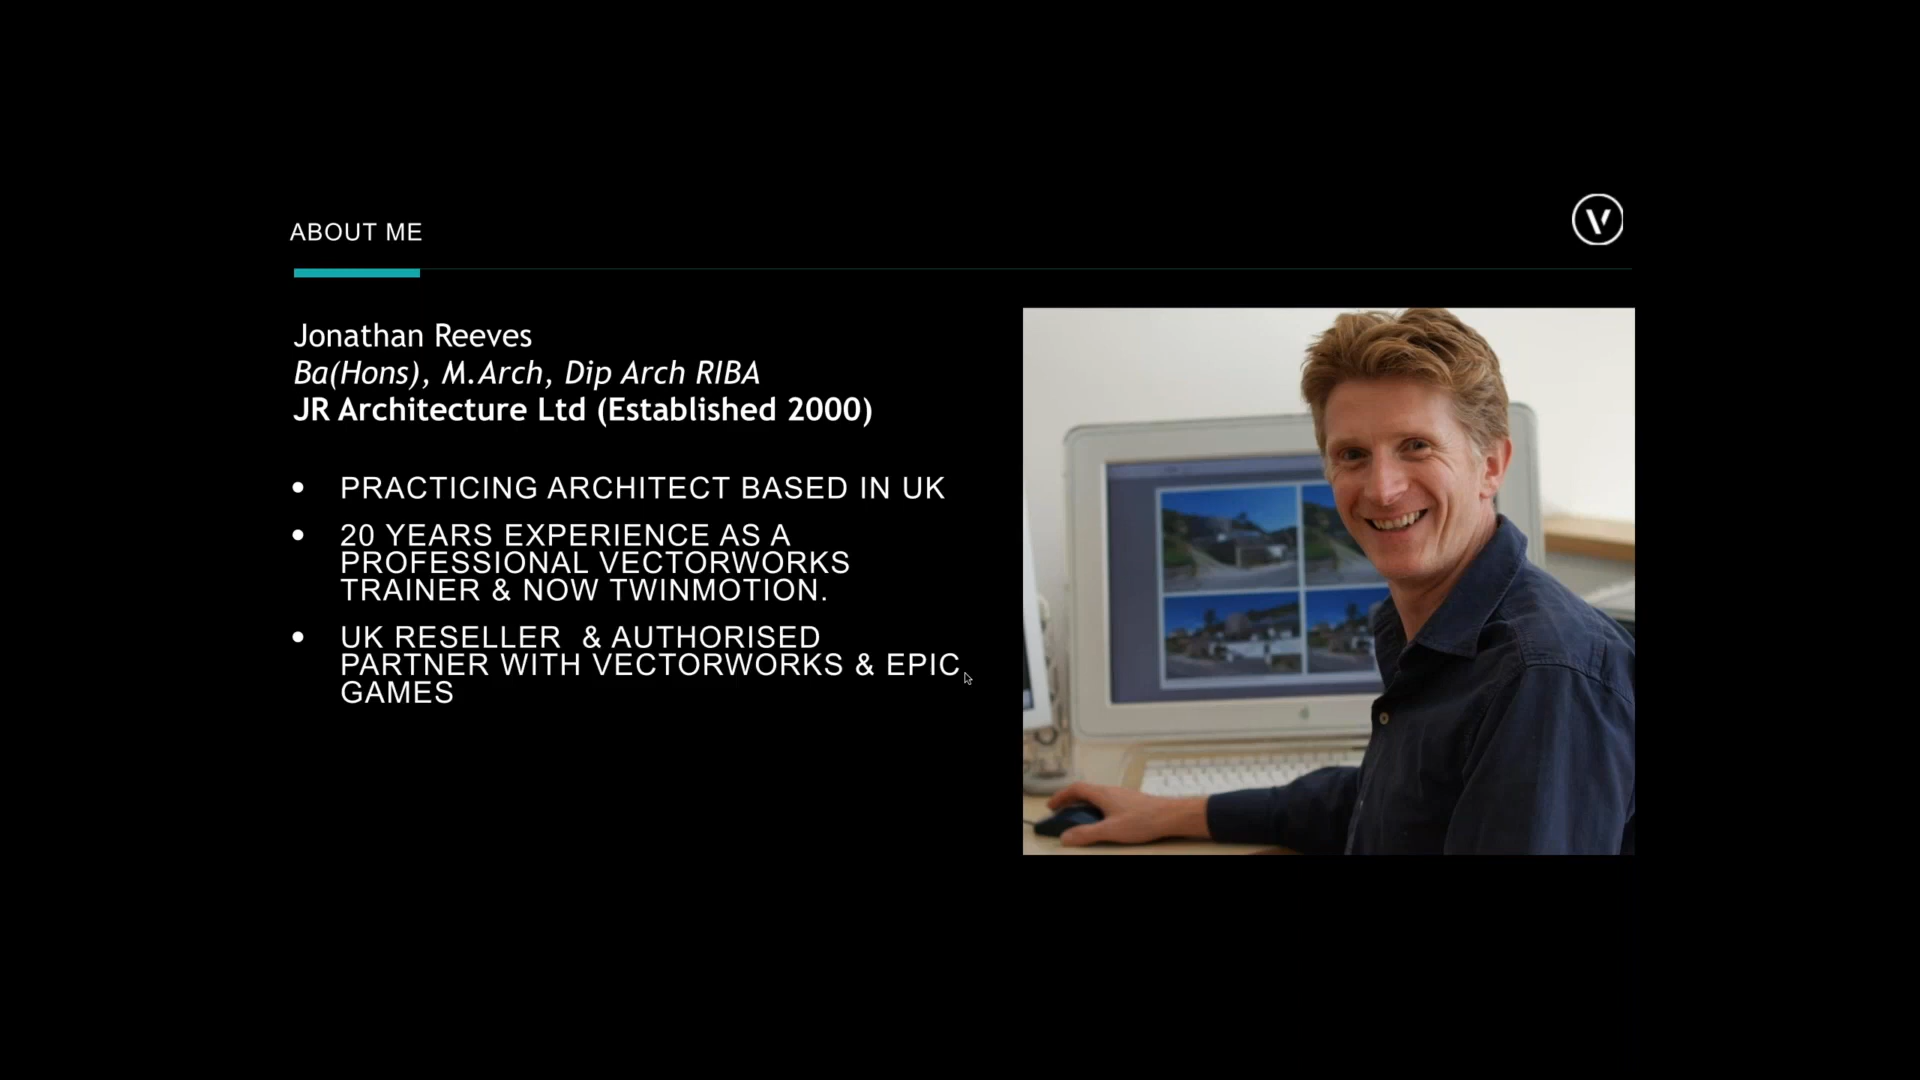 ABOUT ME
Jonathan Reeves
Ba(Hons), M.Arch, Dip Arch RIBA
JR Architecture Ltd (Established 2000)
• PRACTICING ARCHITECT BASED IN UK
• 20 YEARS EXPERIENCE AS A
PROFESSIONAL VECTORWORKS
TRAINER & NOW TWINMOTION.
• UK RESELLER  & AUTHORISED
PARTNER WITH VECTORWORKS & EPIC
GAMES